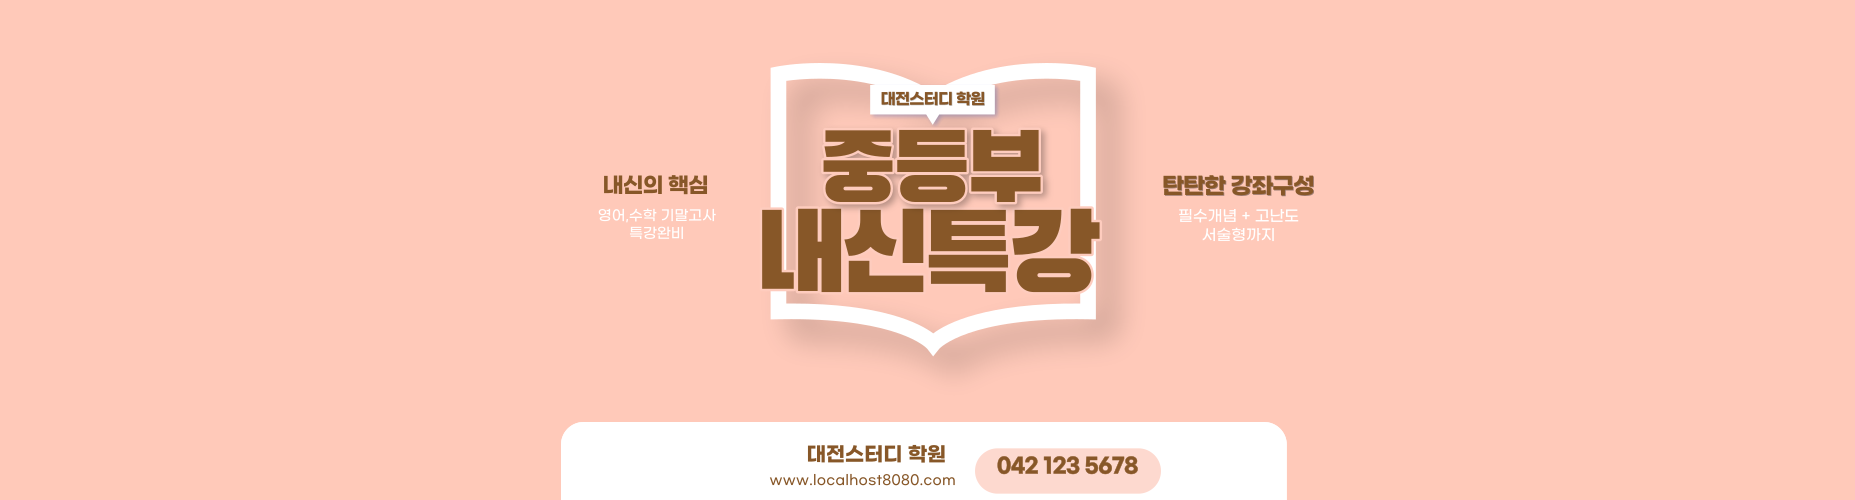 대전스터디 학원
중등부
내신특강
내신의 핵심
영어,수학 기말고사
특강완비
탄탄한 강좌구성
필수개념 + 고난도
서술형까지
대전스터디 학원
www.localhost8080.com
042 123 5678